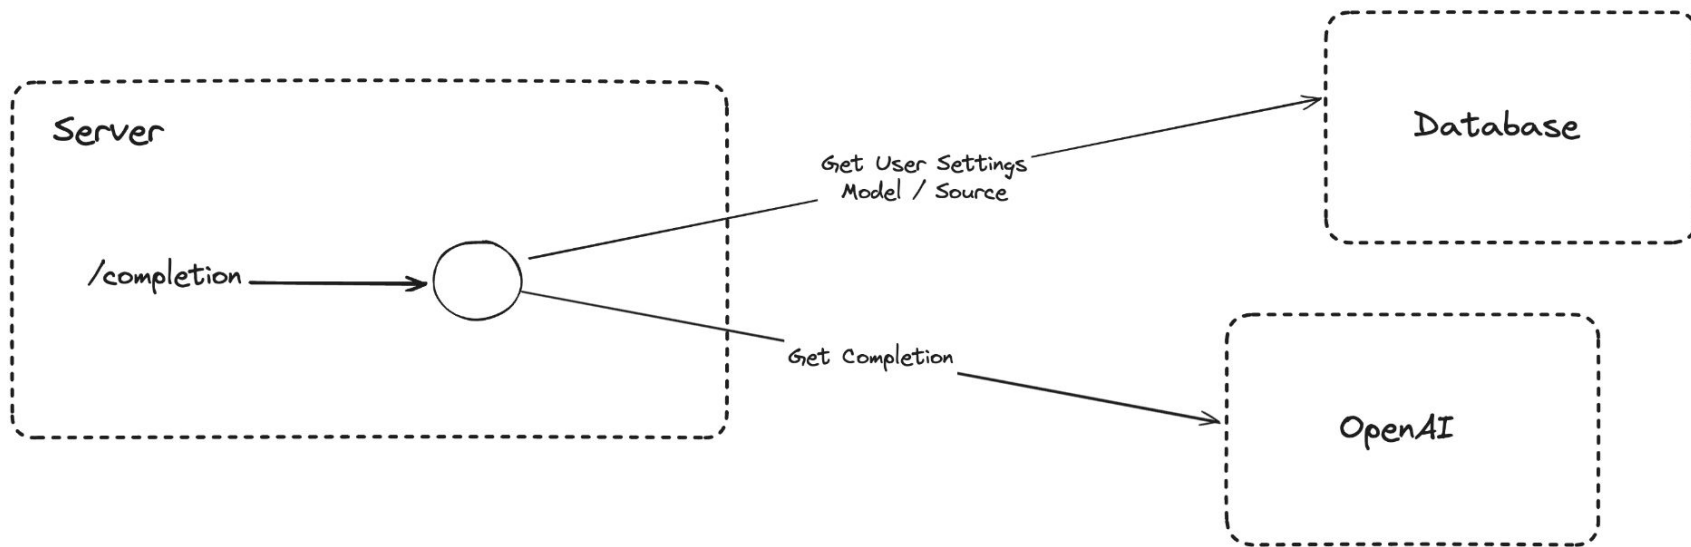 Server
/completion
Get User Settings
Model / Source
Get Completion
Database
OpenAI